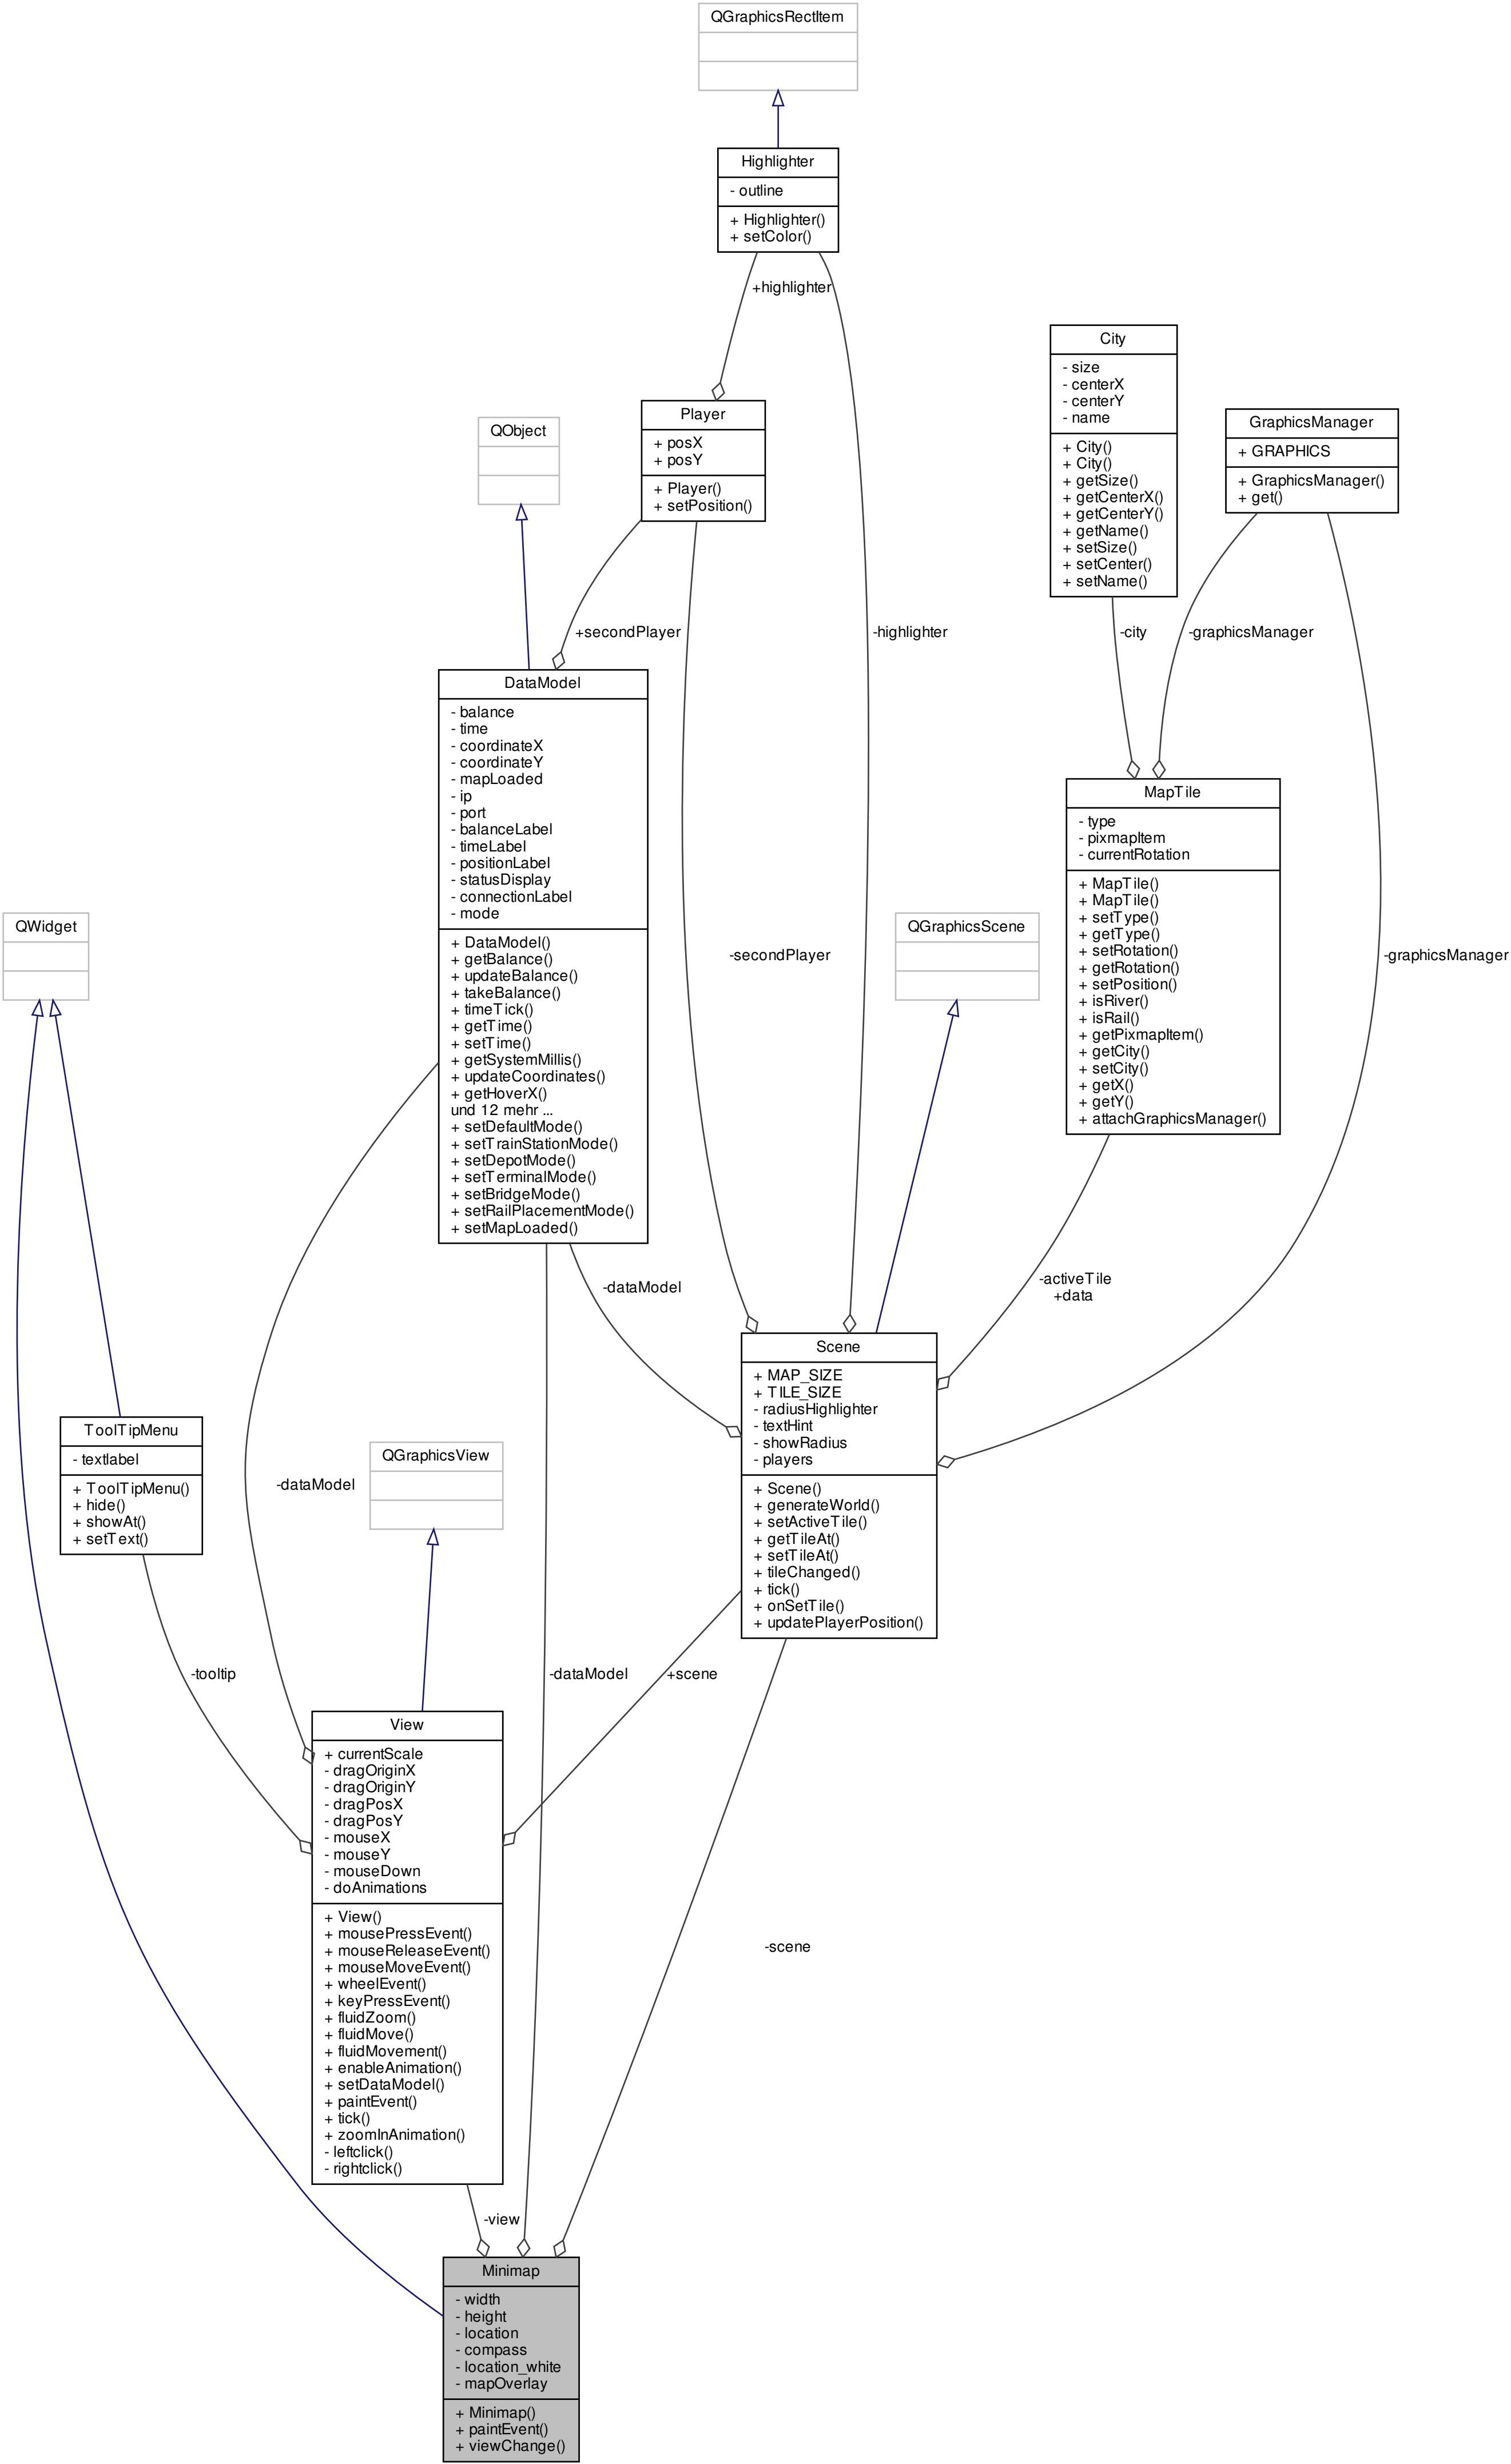 QGraphicsRectItem
Highlighter
- outline
+ Highlighter()
+ setColor()
+highlighter
City
- size
- centerX
- centerY
- name
+ City()
+ City()
+ getSize()
+ getCenterX()
+ getCenterY()
+ getName()
+ setSize()
+ setCenter()
+ setName()
Player
+ posX
+ posY
+ Player()
+ setPosition()
GraphicsManager
+ GRAPHICS
+ GraphicsManager()
+ get()
QObject
+secondPlayer
-highlighter
-city
-graphicsManager
DataModel
- balance
- time
- coordinateX
- coordinateY
- mapLoaded
- ip
- port
- balanceLabel
- timeLabel
- positionLabel
- statusDisplay
- connectionLabel
- mode
+ DataModel()
+ getBalance()
+ updateBalance()
+ takeBalance()
+ timeTick()
+ getTime()
+ setTime()
+ getSystemMillis()
+ updateCoordinates()
+ getHoverX()
und 12 mehr ...
+ setDefaultMode()
+ setTrainStationMode()
+ setDepotMode()
+ setTerminalMode()
+ setBridgeMode()
+ setRailPlacementMode()
+ setMapLoaded()
MapTile
- type
- pixmapItem
- currentRotation
+ MapTile()
+ MapTile()
+ setType()
+ getType()
+ setRotation()
+ getRotation()
+ setPosition()
+ isRiver()
+ isRail()
+ getPixmapItem()
+ getCity()
+ setCity()
+ getX()
+ getY()
+ attachGraphicsManager()
QWidget
QGraphicsScene
-secondPlayer
-graphicsManager
-dataModel
-activeTile
+data
Scene
+ MAP_SIZE
+ TILE_SIZE
- radiusHighlighter
- textHint
- showRadius
- players
+ Scene()
+ generateWorld()
+ setActiveTile()
+ getTileAt()
+ setTileAt()
+ tileChanged()
+ tick()
+ onSetTile()
+ updatePlayerPosition()
ToolTipMenu
- textlabel
+ ToolTipMenu()
+ hide()
+ showAt()
+ setText()
-dataModel
QGraphicsView
-tooltip
-dataModel
+scene
View
+ currentScale
- dragOriginX
- dragOriginY
- dragPosX
- dragPosY
- mouseX
- mouseY
- mouseDown
- doAnimations
+ View()
+ mousePressEvent()
+ mouseReleaseEvent()
+ mouseMoveEvent()
+ wheelEvent()
+ keyPressEvent()
+ fluidZoom()
+ fluidMove()
+ fluidMovement()
+ enableAnimation()
+ setDataModel()
+ paintEvent()
+ tick()
+ zoomInAnimation()
- leftclick()
- rightclick()
-scene
-view
Minimap
- width
- height
- location
- compass
- location_white
- mapOverlay
+ Minimap()
+ paintEvent()
+ viewChange()